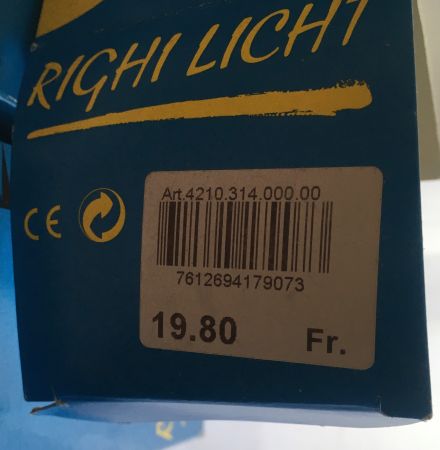 RIGHI LICHT
CE
Art.4210.314.000.00
7612694179073
19.80 Fr.